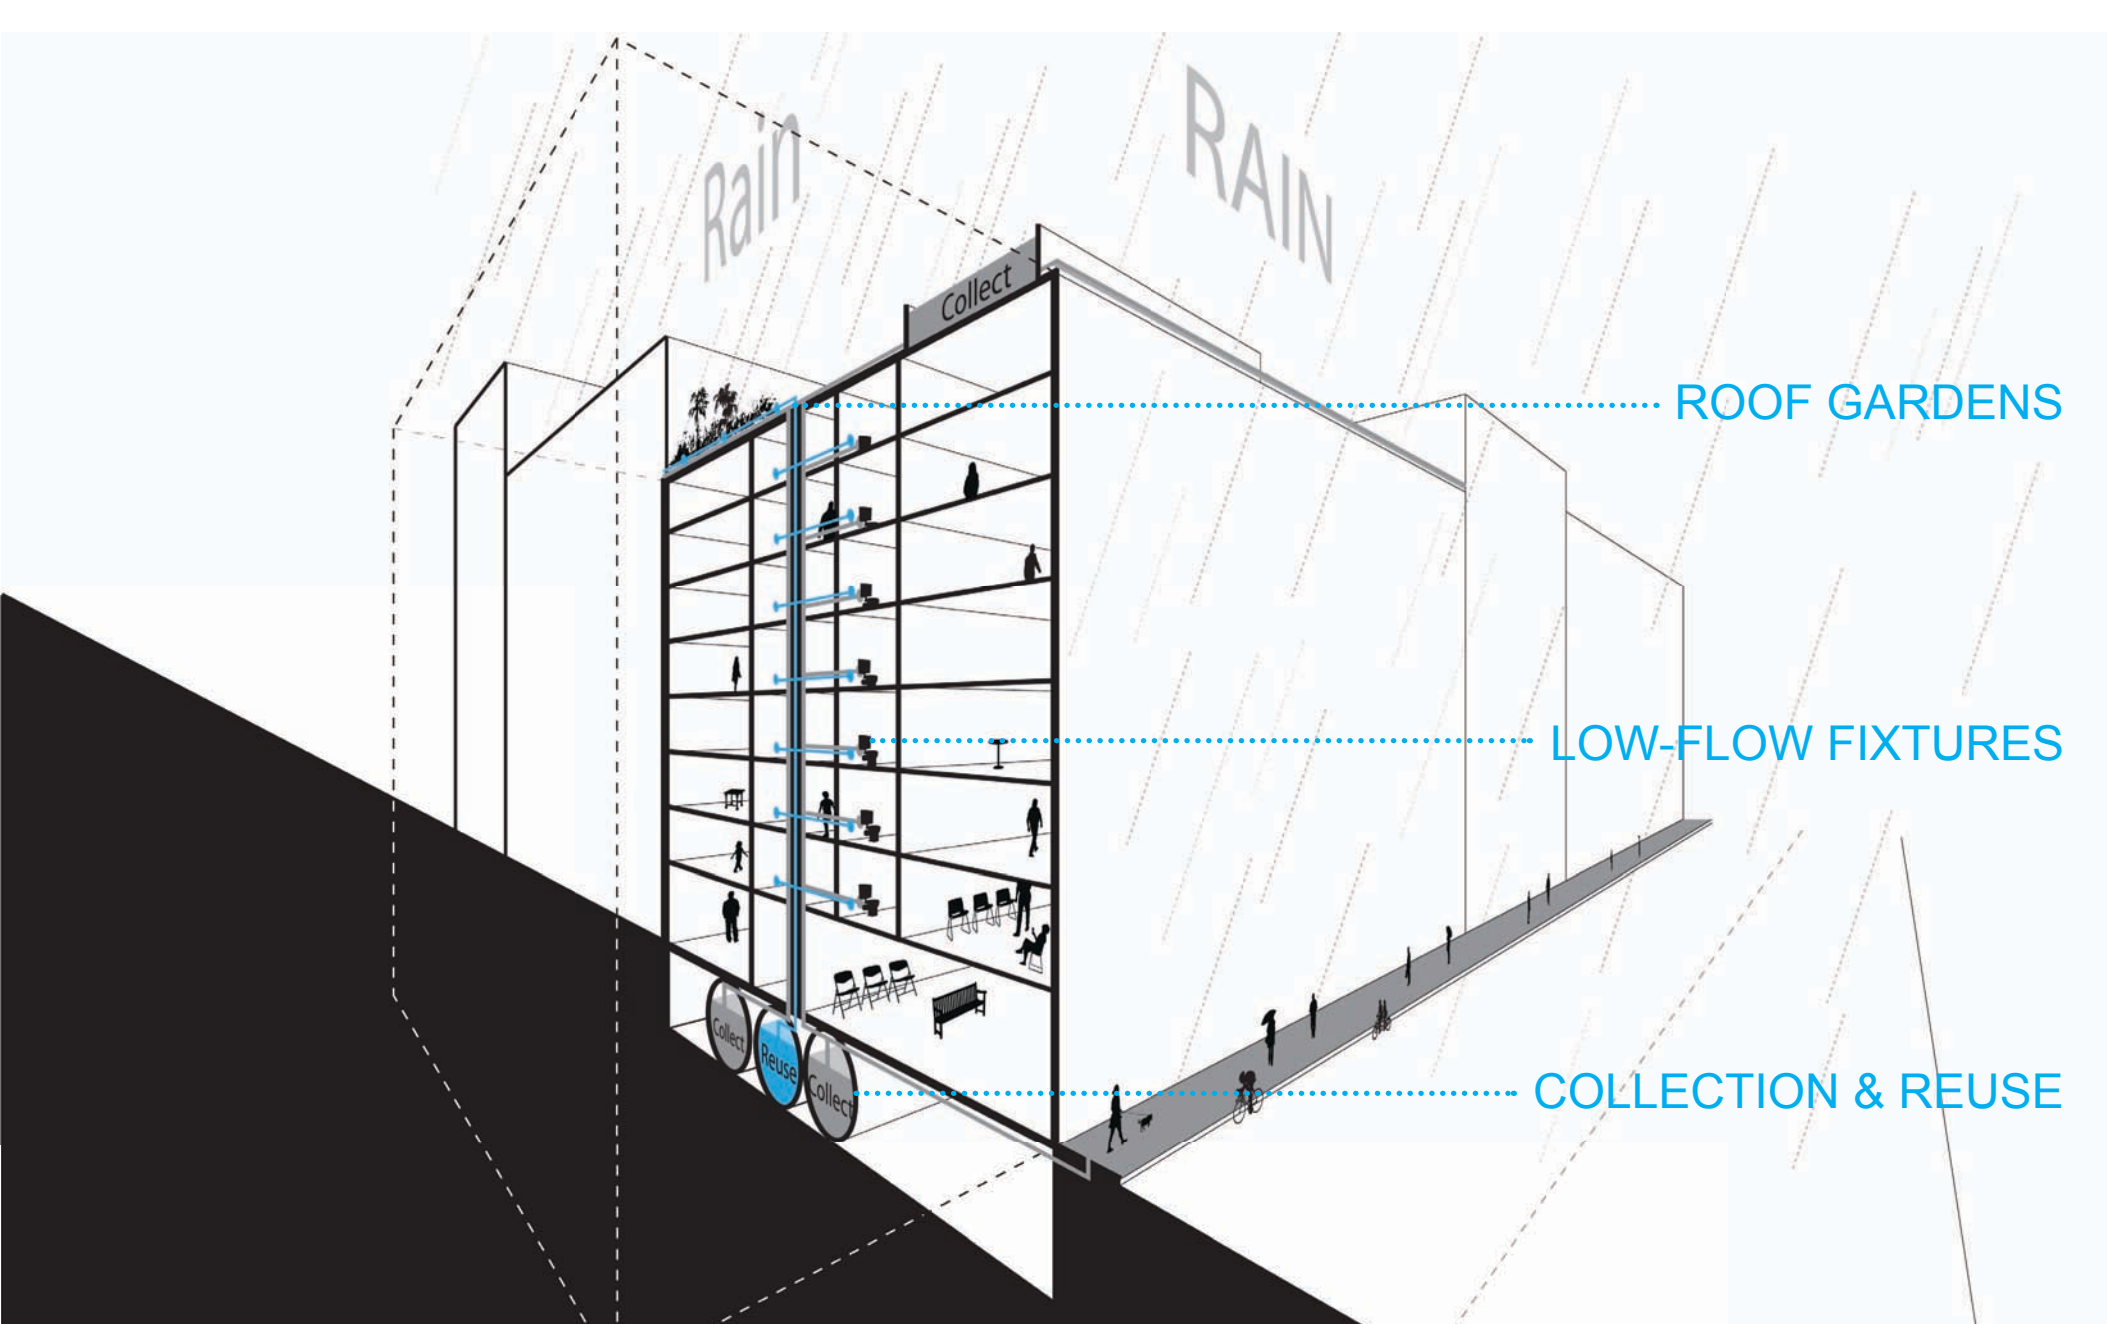 Rain
RAIN
Collect
ROOF GARDENS
LOW-FLOW FIXTURES
Collect
Reuse
Collect
COLLECTION & REUSE